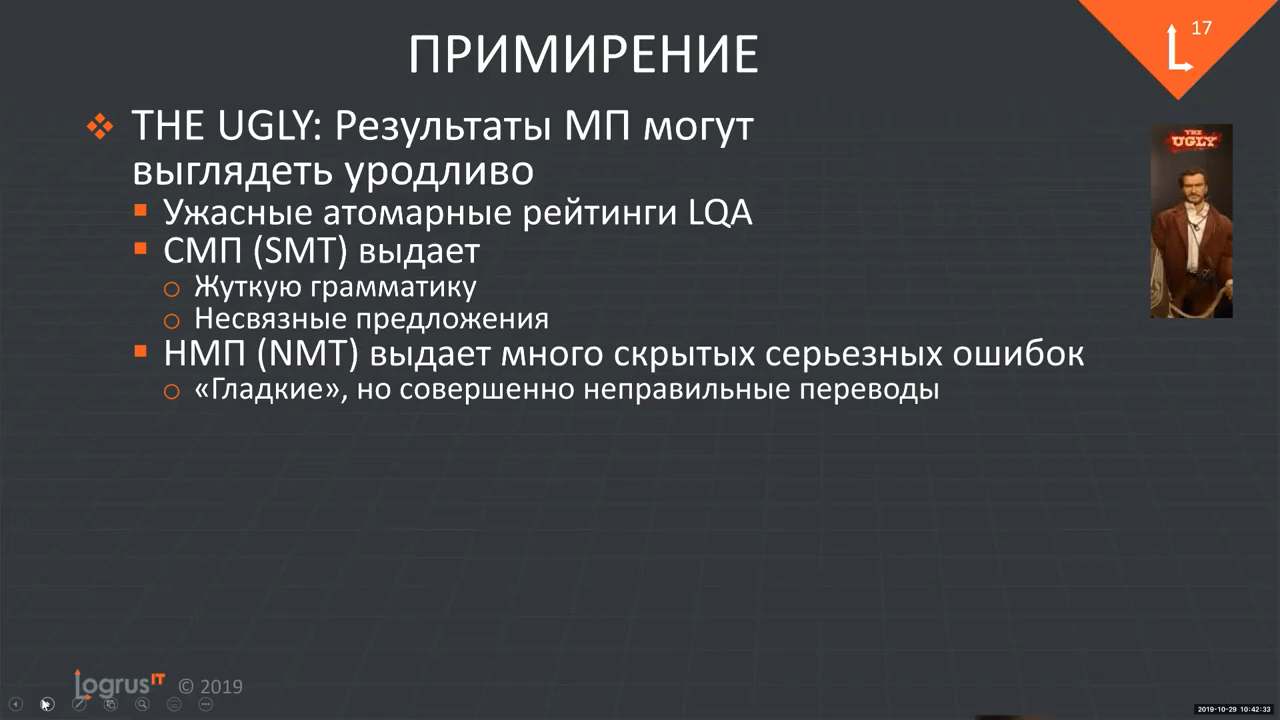 17
ПРИМИРЕНИЕ
THE UGLY: Результаты МП могут
выглядеть уродливо
THE
UGLY
Ужасные атомарные рейтинги LQA
СМП (SMT) выдает
Жуткую грамматику
Несвязные предложения
НМП (NMT) выдает много скрытых серьезных ошибок
«Гладкие», но совершенно неправильные переводы
logrusIT © 2019
2019-10-29 10:42:33